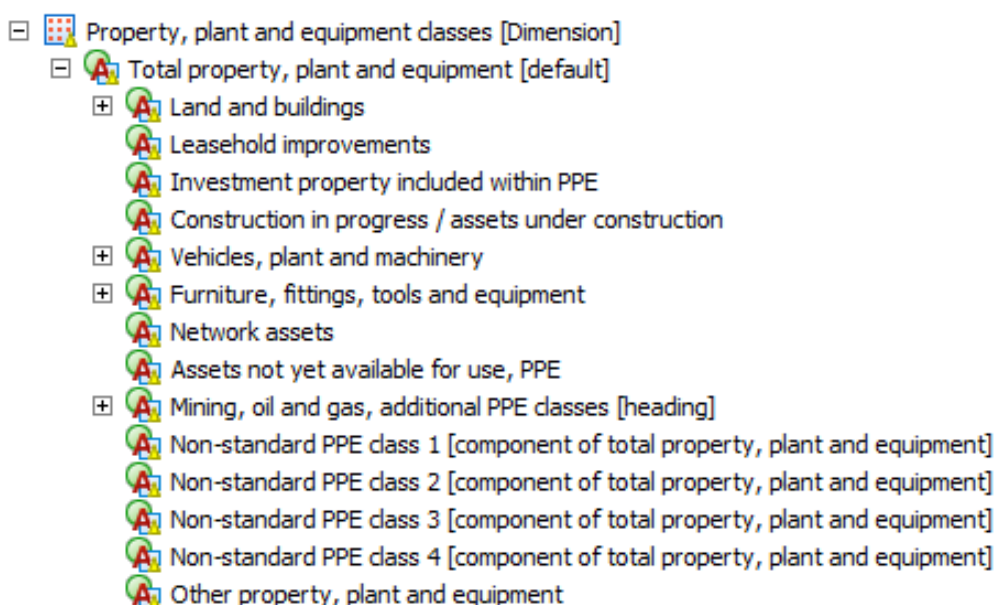 Property, plant and equipment classes [Dimension]
Total property, plant and equipment [default]
Land and buildings
Leasehold improvements
Investment property included within PPE
Construction in progress / assets under construction
Vehicles, plant and machinery
Furniture, fittings, tools and equipment
Network assets
Assets not yet available for use, PPE
Mining, oil and gas, additional PPE classes [heading]
Non-standard PPE class 1 [component of total property, plant and equipment]
Non-standard PPE class 2 [component of total property, plant and equipment]
Non-standard PPE class 3 [component of total property, plant and equipment]
Non-standard PPE class 4 [component of total property, plant and equipment]
Other property, plant and equipment